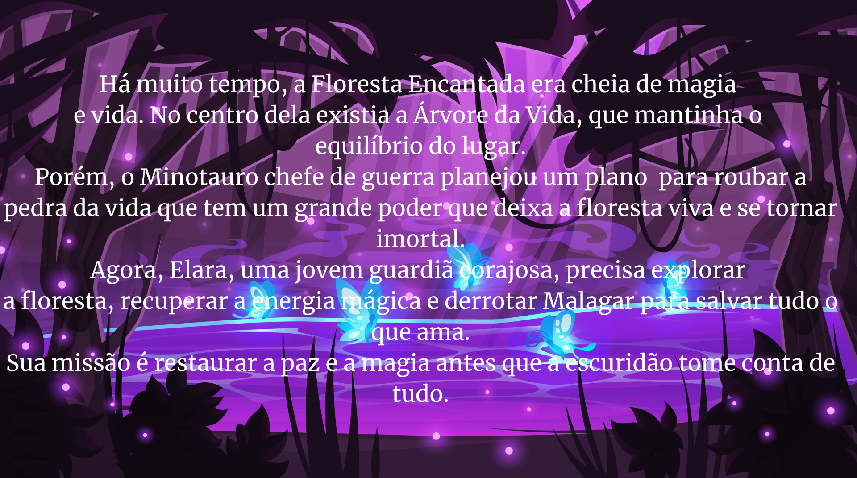 Há muito tempo, a Floresta Encantada era cheia de magia
e vida. No centro dela existia a Árvore da Vida, que mantinha o
equilíbrio do lugar.
Porém, o Minotauro chefe de guerra planejou um plano para roubar a
pedra da vida que tem um grande poder que deixa a floresta viva e se tornar
imortal.
Agora, Elara, uma jovem guardiã corajosa, precisa explorar
a floresta, recuperar a energia mágica e derrotar Malagar para salvar tudo o
que ama.
Sua missão é restaurar a paz e a magia antes que a escuridão tome conta de
tudo.